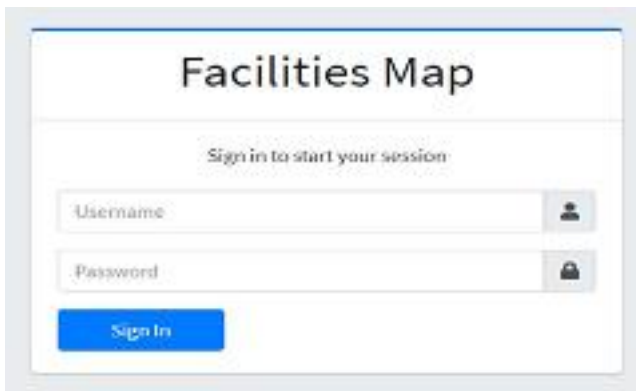 Facilities Map
Sign in to start your session
Username
Password
Sign In